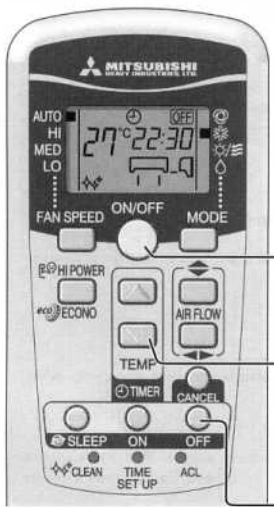 MITSUBISHI
HEAVY INDUSTRIES, LTD.
AUTO
HI
MED
LO
OFF
27°C 22:30
FAN SPEED
ON/OFF
MODE
HI POWER
eco ECONO
AIR FLOW
TEMP
TIMER
CANCEL
SLEEP ON OFF
CLEAN TIME SET UP ACL